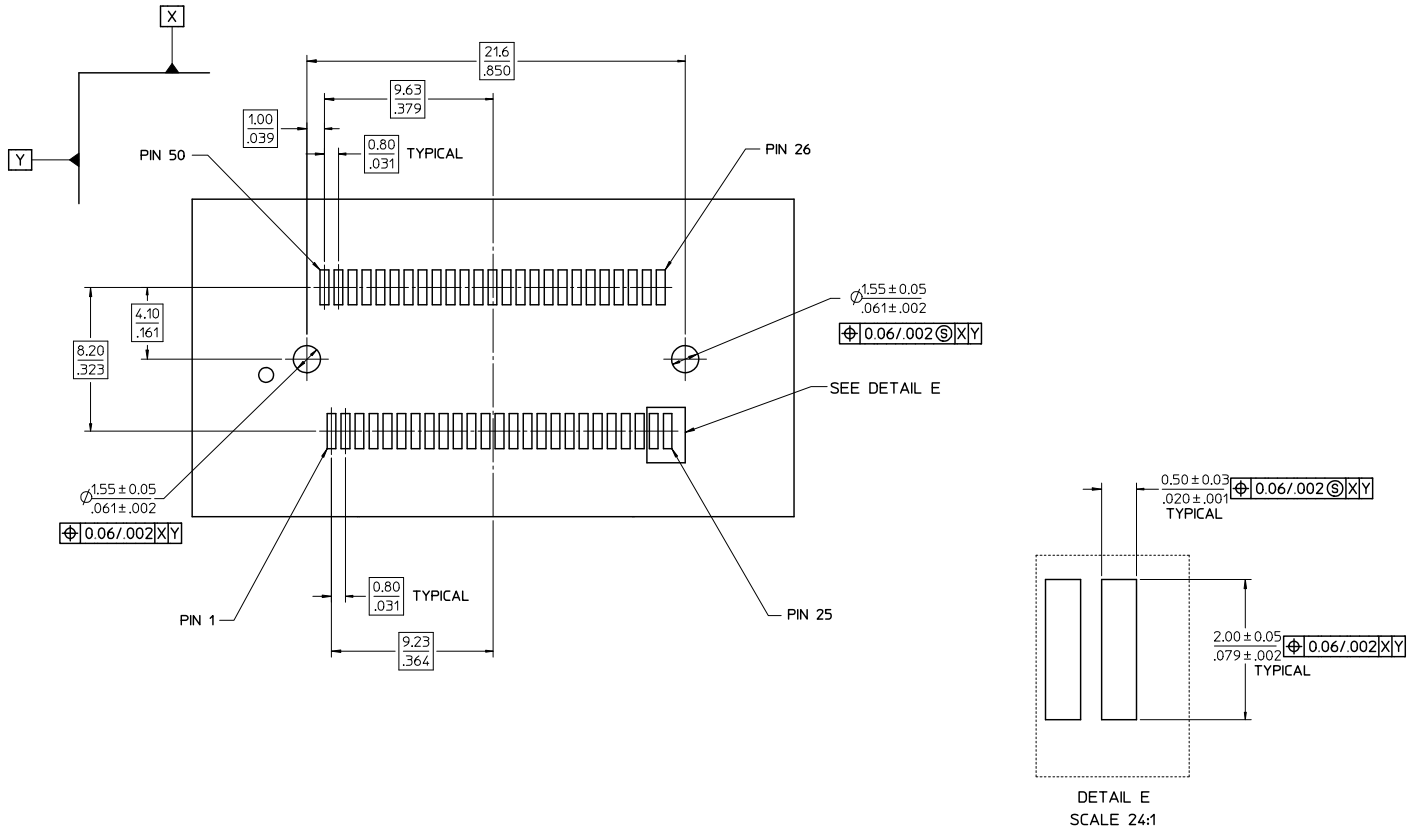 X
21.6
.850
9.63
.379
1.00
.039
0.80
.031
TYPICAL
Y
PIN 50
PIN 26
4.10
.161
8.20
.323
⌀1.55±0.05
.061±.002
⌖ 0.06/.002 Ⓢ X Y
SEE DETAIL E
⌀1.55±0.05
.061±.002
⌖ 0.06/.002 X Y
0.80
.031
TYPICAL
PIN 1
PIN 25
9.23
.364
0.50±0.03
.020±.001
⌖ 0.06/.002 Ⓢ X Y
TYPICAL
2.00±0.05
.079±.002
⌖ 0.06/.002 X Y
TYPICAL
DETAIL E
SCALE 24:1